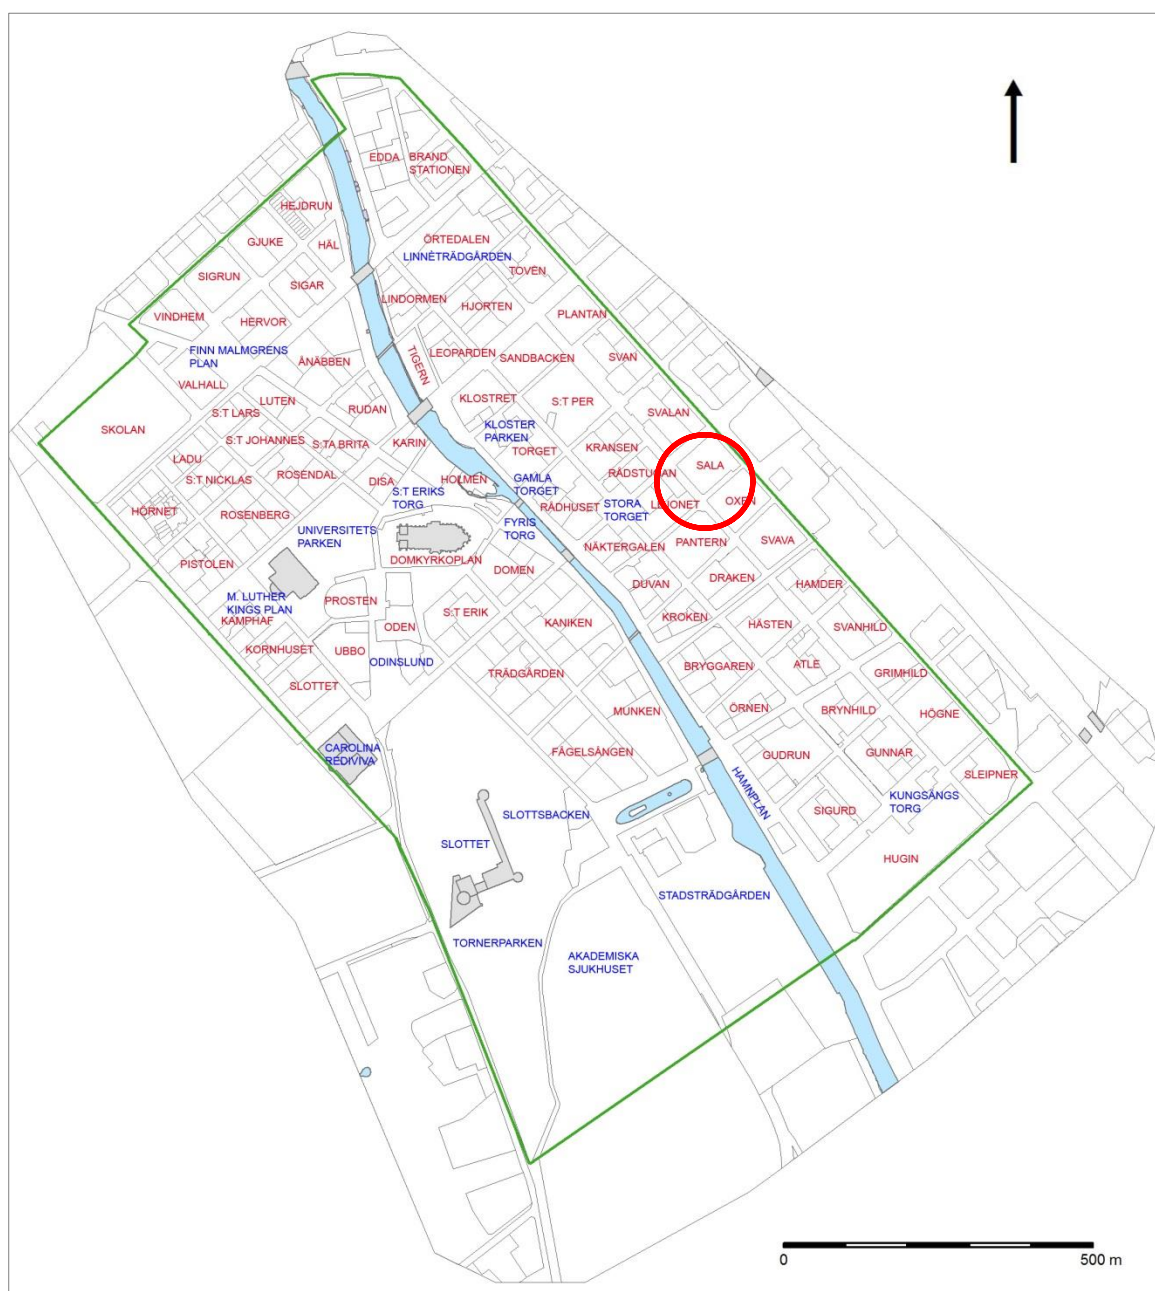 EDDA
BRAND
STATIONEN
HEJDRUN
GJUKE
HÄL
ÖRTEDALEN
LINNÈTRÄDGÅRDEN
TOVEN
SIGRUN
SIGAR
LINDORMEN
HJORTEN
PLANTAN
VINDHEM
HERVOR
FINN MALMGRENS
PLAN
ÅNÄBBEN
TIGERN
LEOPARDEN
SANDBACKEN
SVAN
VALHALL
LUTEN
RUDAN
KLOSTRET
S:T PER
SVALAN
S:T LARS
SKOLAN
S:T JOHANNES
S:TA BRITA
KARIN
KLOSTER
PARKEN
TORGET
KRANSEN
LADU
S:T NICKLAS
ROSENDAL
DISA
HOLMEN
GAMLA
TORGET
RÅDSTUGAN
SALA
S:T ERIKS
TORG
HÖRNET
ROSENBERG
RÅDHUSET
STORA
TORGET
LEJONET
OXEN
UNIVERSITETS
PARKEN
FYRIS
TORG
NÄKTERGALEN
PANTERN
SVAVA
PISTOLEN
DOMKYRKOPLAN
DOMEN
DUVAN
DRAKEN
HAMDER
M. LUTHER
KINGS PLAN
KAMPHAF
PROSTEN
ODEN
S:T ERIK
KANIKEN
KROKEN
HÄSTEN
SVANHILD
KORNHUSET
UBBO
ODINSLUND
TRÄDGÅRDEN
BRYGGAREN
ATLE
GRIMHILD
SLOTTET
MUNKEN
ÖRNEN
BRYNHILD
HÖGNE
CAROLINA
REDIVIVA
FÅGELSÅNGEN
GUDRUN
GUNNAR
HAMNPLAN
SLEIPNER
KUNGSÄNGS
TORG
SLOTTSBACKEN
SIGURD
SLOTTET
HUGIN
STADSTRÄDGÅRDEN
TORNERPARKEN
AKADEMISKA
SJUKHUSET
0 500 m